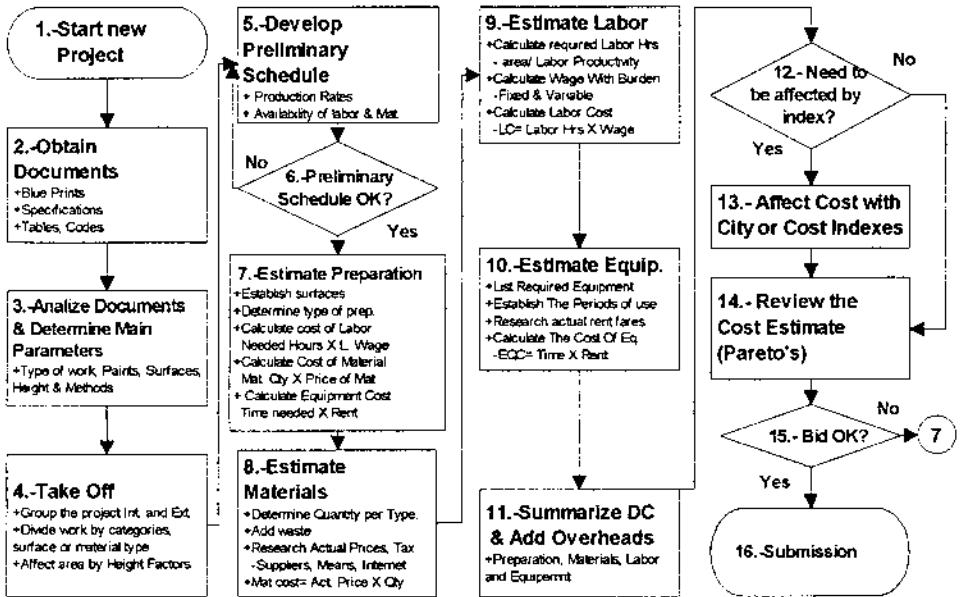 1.-Start new
Project
2.-Obtain
Documents
+Blue Prints
+Specifications
+Tables, Codes
3.-Analize Documents
& Determine Main
Parameters
+Type of work, Paints, Surfaces,
Height & Methods
4.-Take Off
+Group the project Int. and Ext.
+Divide work by categories,
surface or material type
+Affect area by Height Factors
5.-Develop
Preliminary
Schedule
+ Production Rates
+ Availability of labor & Mat.
No
6.-Preliminary
Schedule OK?
Yes
7.-Estimate Preparation
+Establish surfaces
+Determine type of prep.
+Calculate cost of Labor
Needed Hours X L. Wage
+Calculate Cost of Material
Mat. Qty X Price of Mat
+ Calculate Equipment Cost
Time needed X Rent
8.-Estimate
Materials
+Determine Quantity per Type.
+Add waste
+Research Actual Prices, Tax
-Suppliers, Means, Internet
+Mat cost= Act. Price X Qty
9.-Estimate Labor
+Calculate required Labor Hrs
- area/ Labor Productivity
+Calculate Wage With Burden
-Fixed & Variable
+Calculate Labor Cost
-LC= Labor Hrs X Wage
10.-Estimate Equip.
+List Required Equipment
+Establish The Periods of use
+Research actual rent fares
+Calculate The Cost Of Eq.
-EQC= Time X Rent
11.-Summarize DC
& Add Overheads
+Preparation, Materials, Labor
and Equipemnt
12.- Need to
be affected by
index?
No
Yes
13.- Affect Cost with
City or Cost Indexes
14.- Review the
Cost Estimate
(Pareto's)
15.- Bid OK?
No
7
Yes
16.-Submission